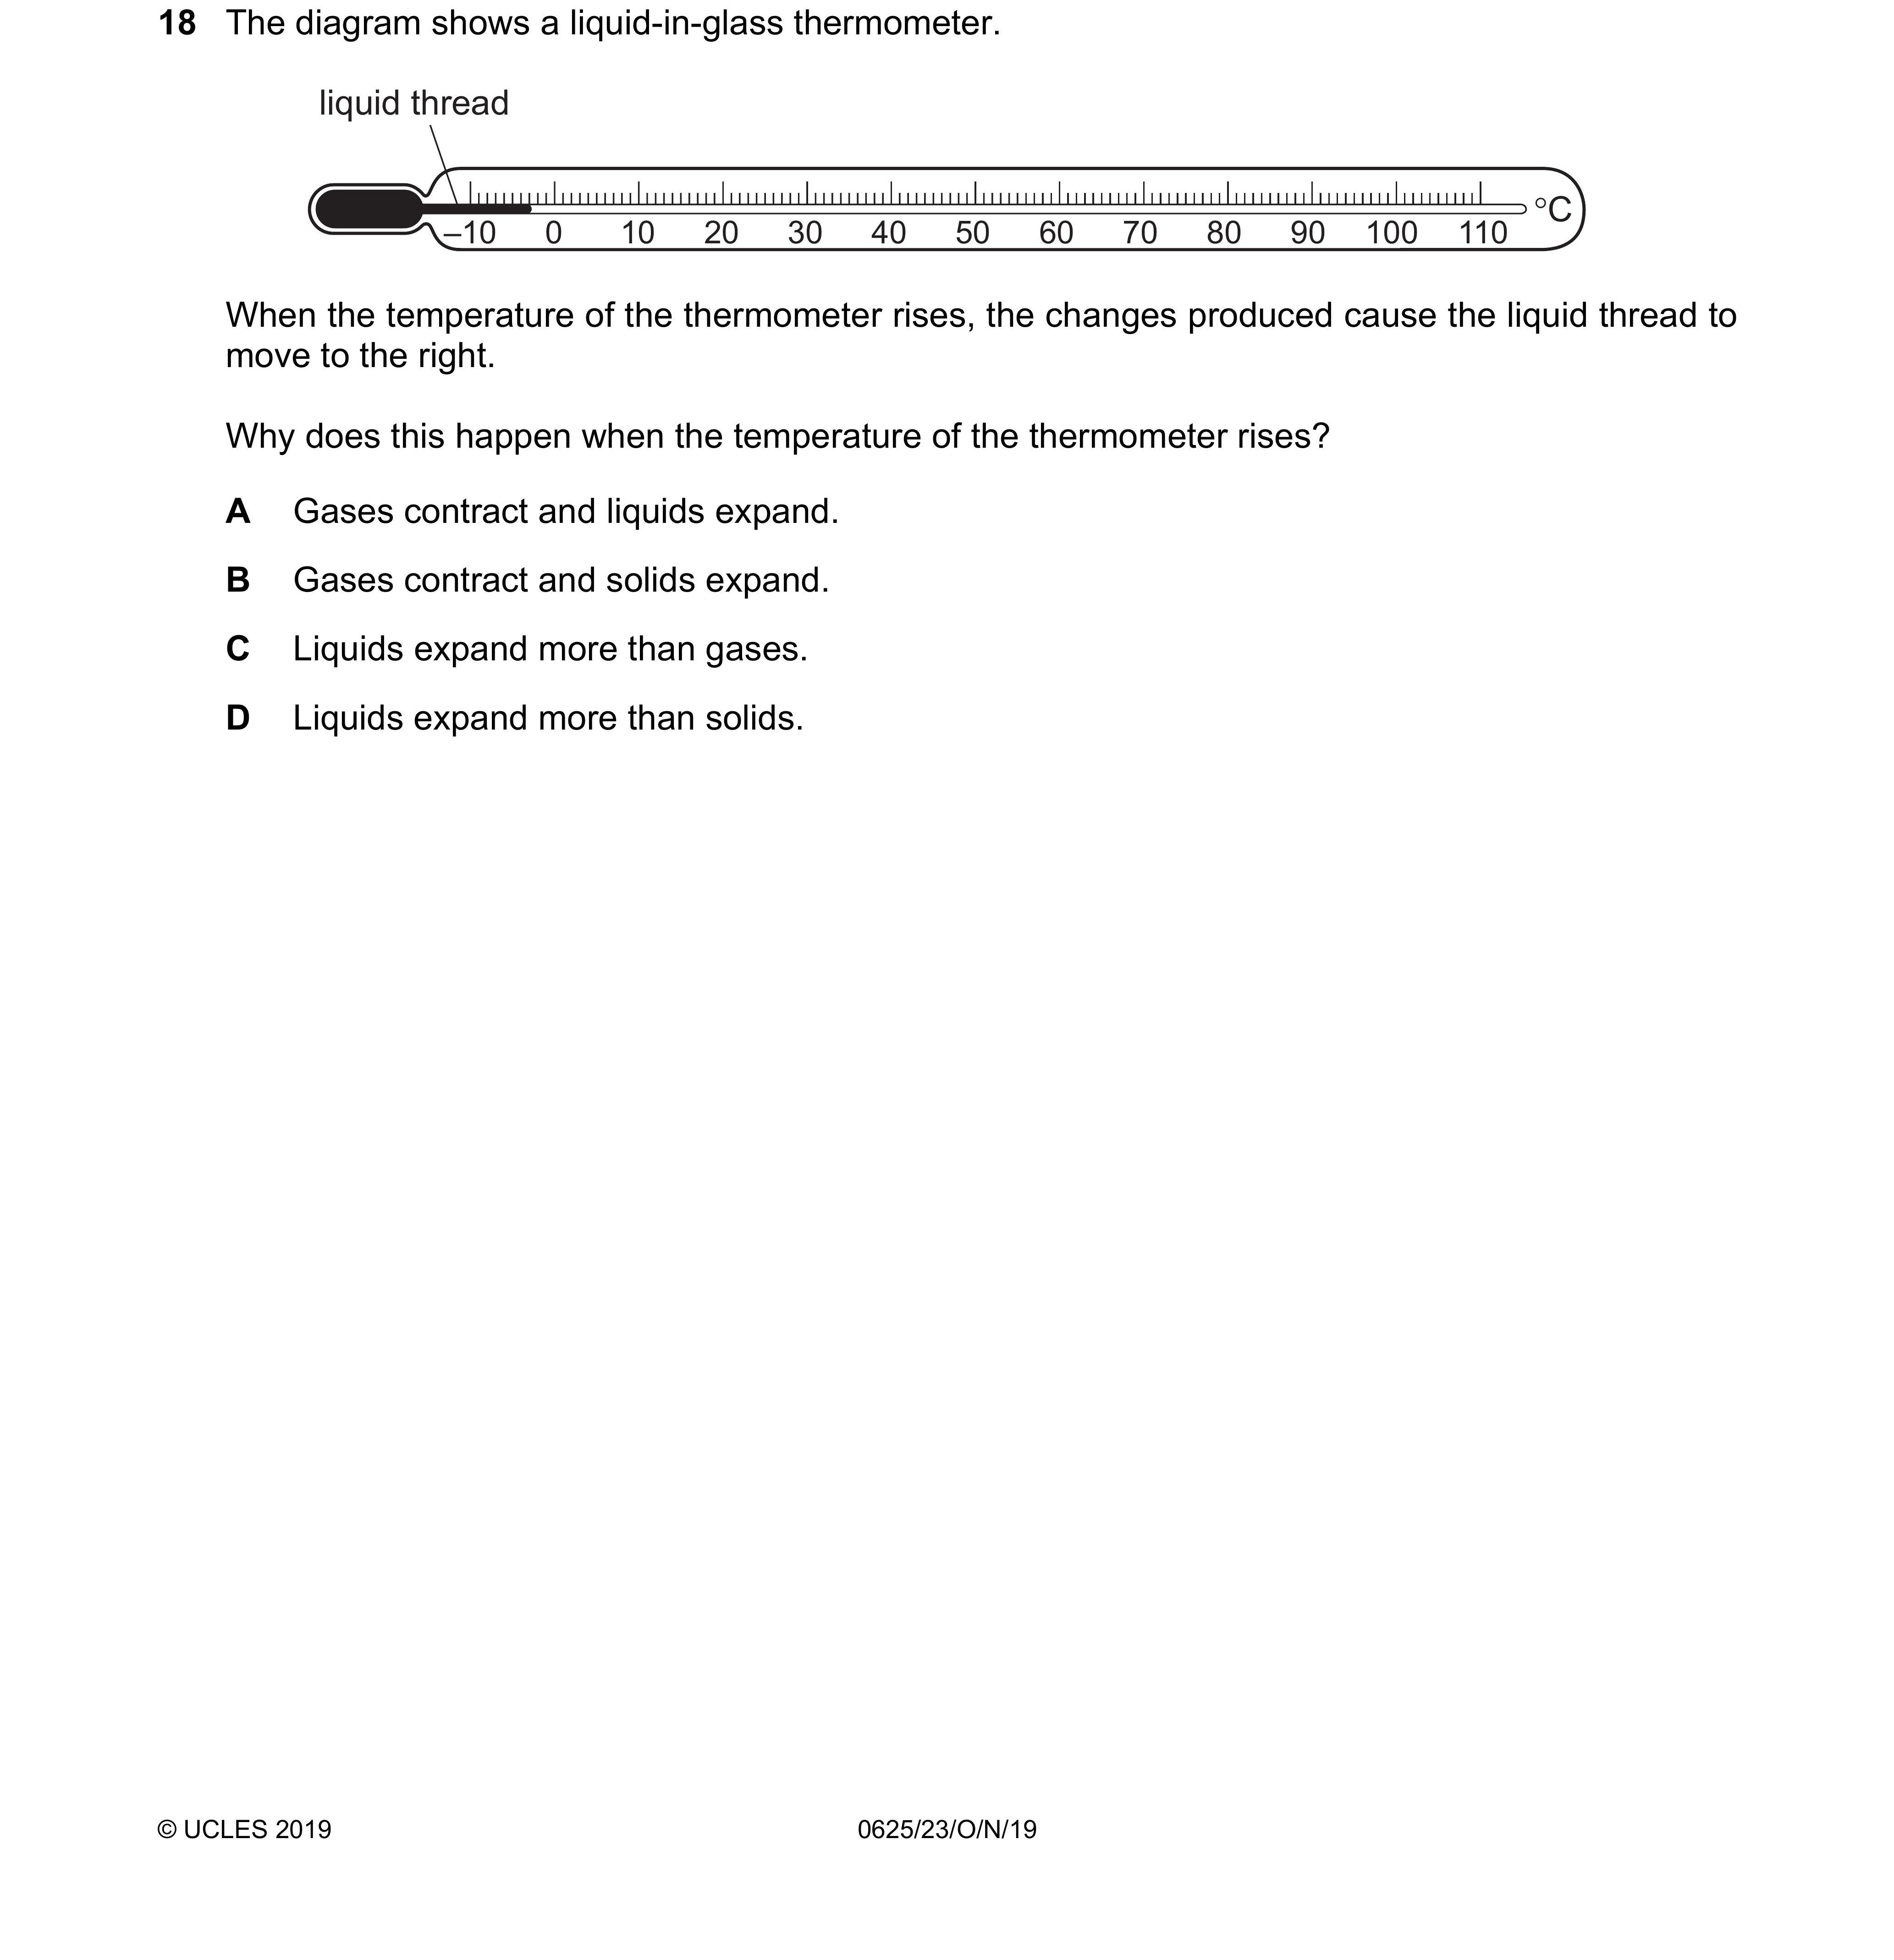 18 The diagram shows a liquid-in-glass thermometer.
liquid thread
–10 0 10 20 30 40 50 60 70 80 90 100 110 °C
When the temperature of the thermometer rises, the changes produced cause the liquid thread to
move to the right.
Why does this happen when the temperature of the thermometer rises?
A Gases contract and liquids expand.
B Gases contract and solids expand.
C Liquids expand more than gases.
D Liquids expand more than solids.
© UCLES 2019 0625/23/O/N/19